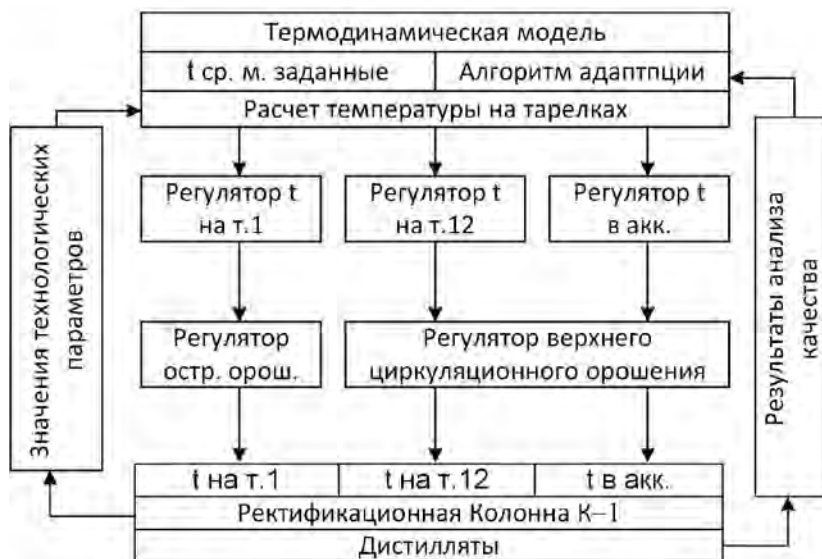 Термодинамическая модель
t ср. м. заданные
Алгоритм адаптпции
Расчет температуры на тарелках
Значения технологических
параметров
Регулятор t
на т.1
Регулятор t
на т.12
Регулятор t
в акк.
Регулятор
остр. орош.
Регулятор верхнего
циркуляционного орошения
Результаты анализа
качества
t на т.1
t на т.12
t в акк.
Ректификационная Колонна К–1
Дистилляты